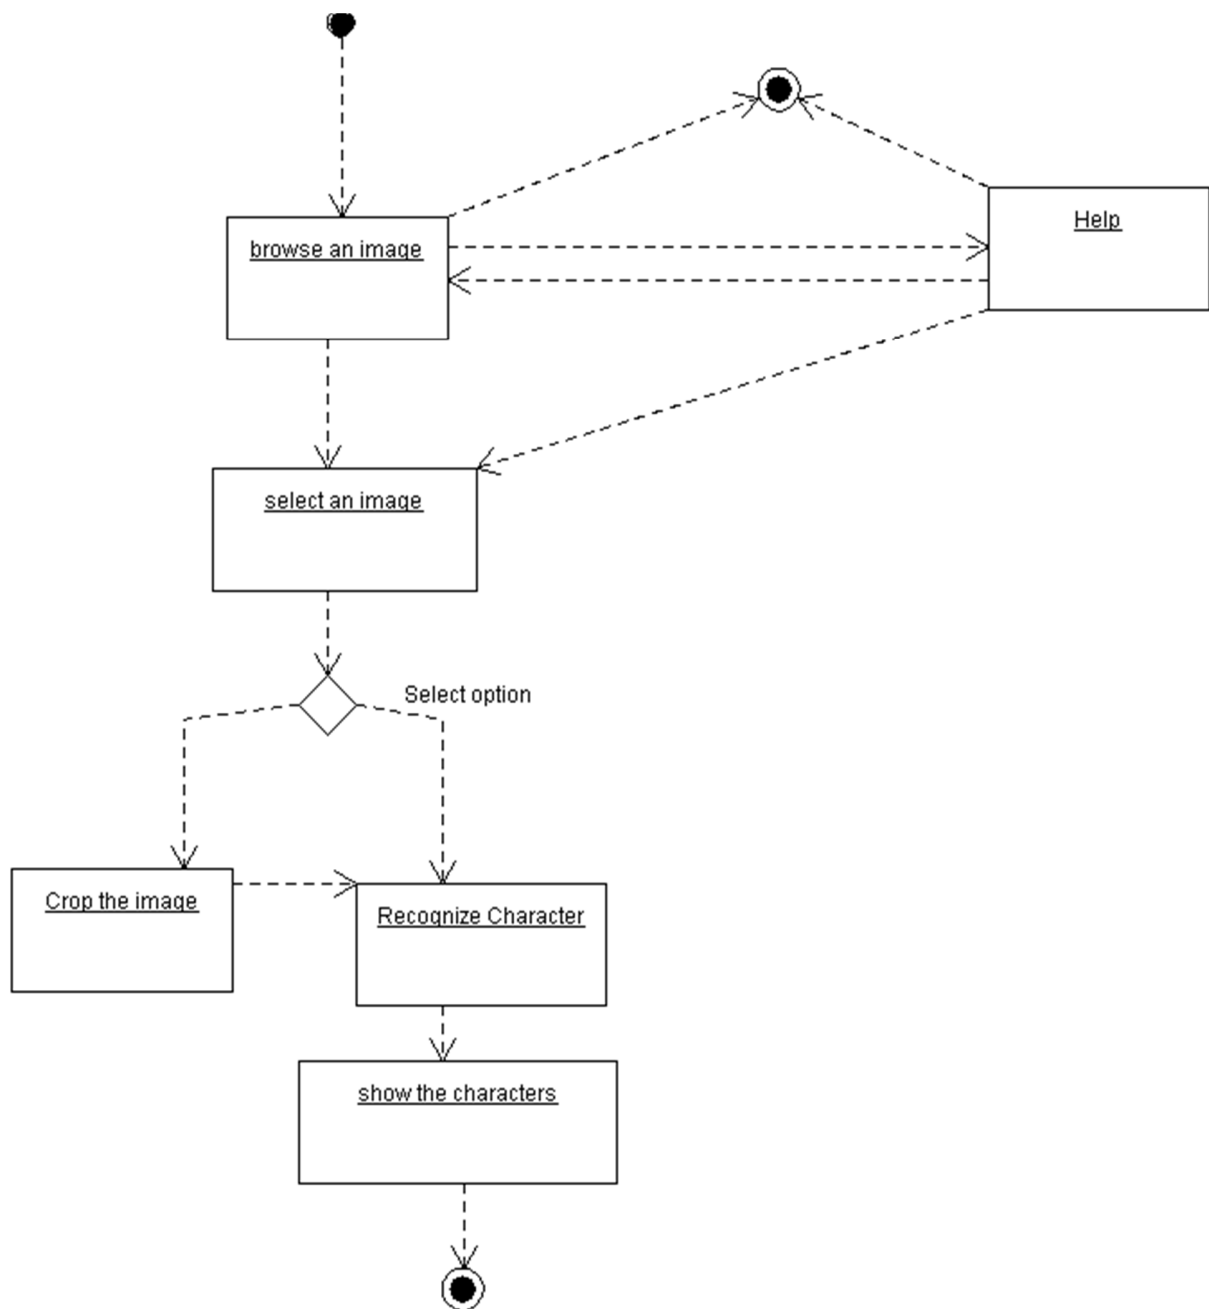 Help
browse an image
select an image
Select option
Crop the image
Recognize Character
show the characters